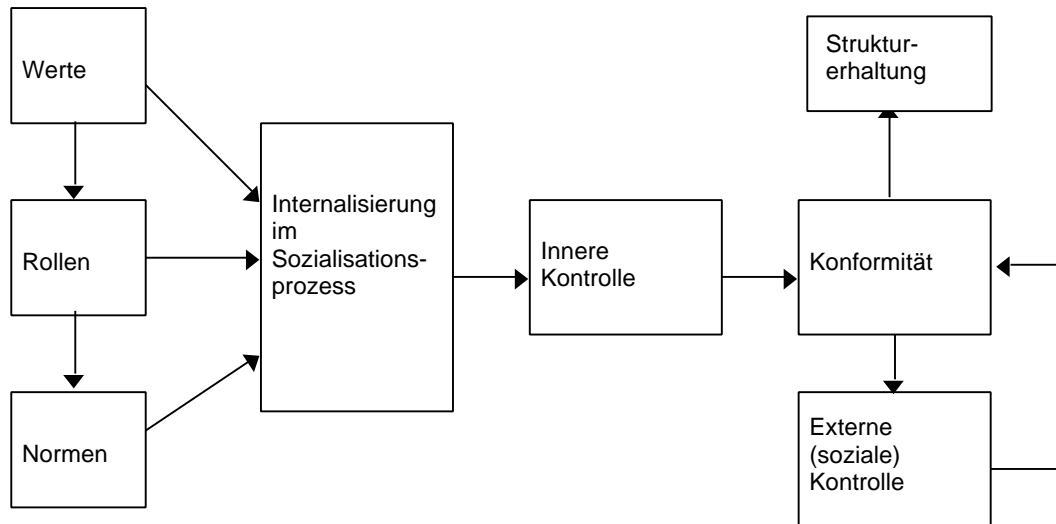 Werte
Rollen
Normen
Internalisierung
im
Sozialisations-
prozess
Innere
Kontrolle
Struktur-
erhaltung
Konformität
Externe
(soziale)
Kontrolle